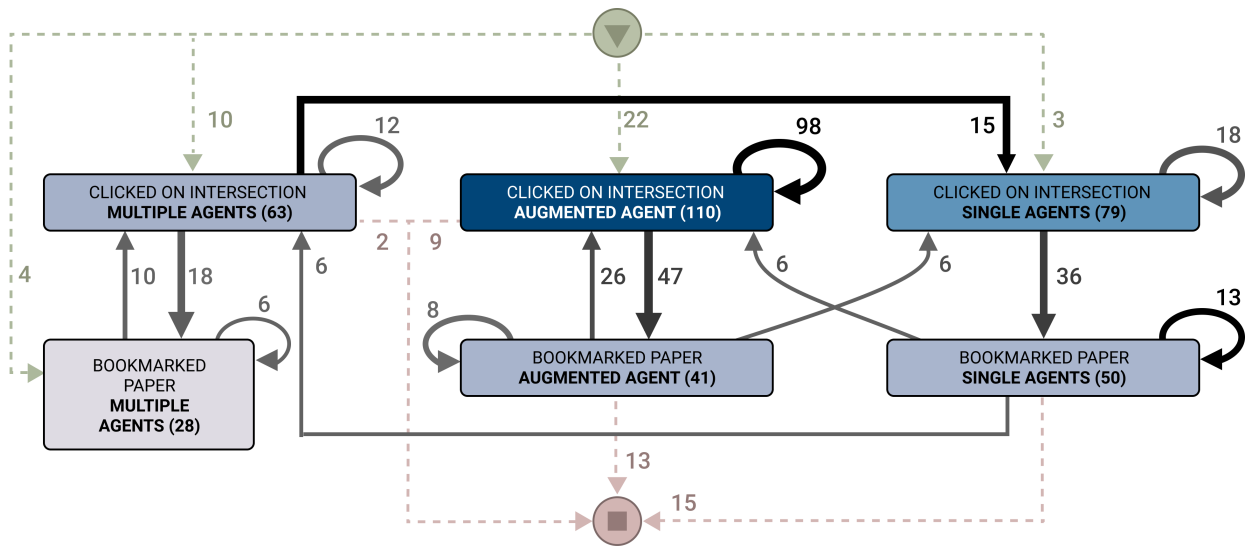 10
22
3
12
98
15
18
CLICKED ON INTERSECTION
MULTIPLE AGENTS (63)
CLICKED ON INTERSECTION
AUGMENTED AGENT (110)
CLICKED ON INTERSECTION
SINGLE AGENTS (79)
2
9
4
10
18
6
26
47
6
6
36
6
8
13
BOOKMARKED
PAPER
MULTIPLE
AGENTS (28)
BOOKMARKED PAPER
AUGMENTED AGENT (41)
BOOKMARKED PAPER
SINGLE AGENTS (50)
13
15